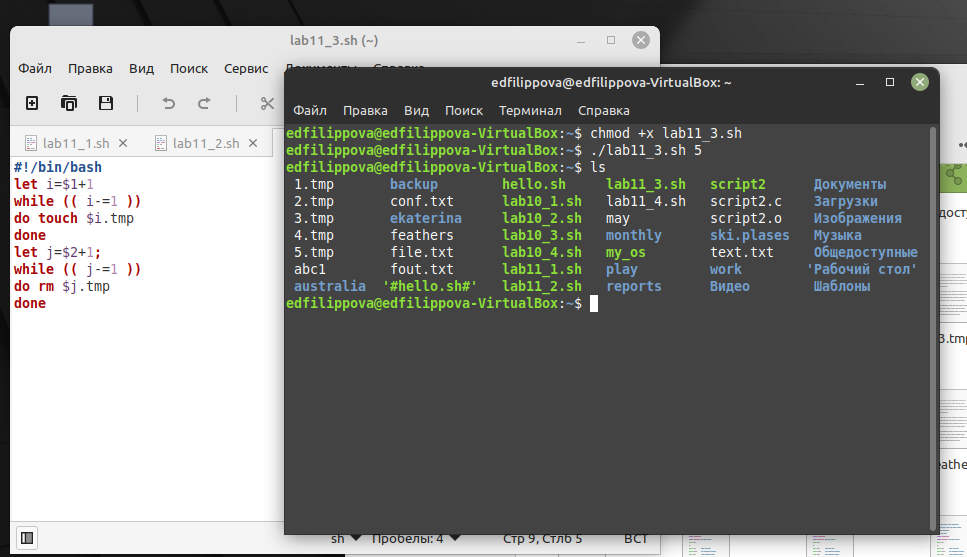 lab11_3.sh (~)
Файл Правка Вид Поиск Сервис Документы Справка
lab11_1.sh lab11_2.sh
#!/bin/bash
let i=$1+1
while (( i-=1 ))
do touch $i.tmp
done
let j=$2+1;
while (( j-=1 ))
do rm $j.tmp
done
sh Пробелы: 4 Стр 9, Стлб 5 ВСТ
edfilippova@edfilippova-VirtualBox: ~
Файл Правка Вид Поиск Терминал Справка
edfilippova@edfilippova-VirtualBox:~$ chmod +x lab11_3.sh
edfilippova@edfilippova-VirtualBox:~$ ./lab11_3.sh 5
edfilippova@edfilippova-VirtualBox:~$ ls
1.tmp backup hello.sh lab11_3.sh script2 Документы
2.tmp conf.txt lab10_1.sh lab11_4.sh script2.c Загрузки
3.tmp ekaterina lab10_2.sh may script2.o Изображения
4.tmp feathers lab10_3.sh monthly ski.plases Музыка
5.tmp file.txt lab10_4.sh my_os text.txt Общедоступные
abc1 fout.txt lab11_1.sh play work 'Рабочий стол'
australia '#hello.sh#' lab11_2.sh reports Видео Шаблоны
edfilippova@edfilippova-VirtualBox:~$
3.tmp